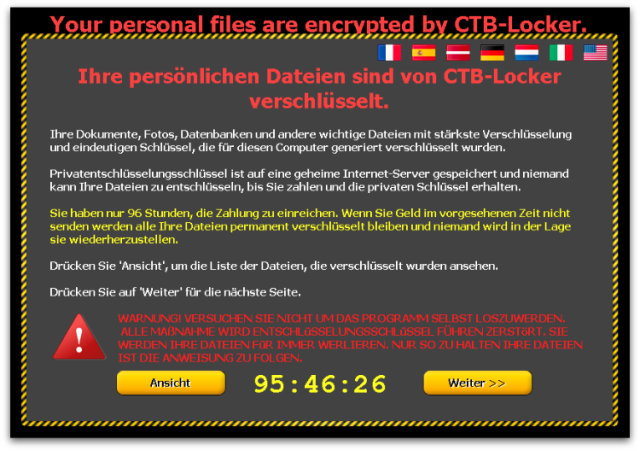 Your personal files are encrypted by CTB-Locker.
Ihre persönlichen Dateien sind von CTB-Locker
verschlüsselt.
Ihre Dokumente, Fotos, Datenbanken und andere wichtige Dateien mit stärkste Verschlüsselung
und eindeutigen Schlüssel, die für diesen Computer generiert verschlüsselt wurden.
Privatentschlüsselungsschlüssel ist auf eine geheime Internet-Server gespeichert und niemand
kann Ihre Dateien zu entschlüsseln, bis Sie zahlen und die privaten Schlüssel erhalten.
Sie haben nur 96 Stunden, die Zahlung zu einreichen. Wenn Sie Geld im vorgesehenen Zeit nicht
senden werden alle Ihre Dateien permanent verschlüsselt bleiben und niemand wird in der Lage
sie wiederherzustellen.
Drücken Sie 'Ansicht', um die Liste der Dateien, die verschlüsselt wurden ansehen.
Drücken Sie auf 'Weiter' für die nächste Seite.
WARNUNG! VERSUCHEN SIE NICHT UM DAS PROGRAMM SELBST LOSZUWERDEN.
ALLE MAßNAHME WIRD ENTSCHLüSSELUNGSSCHLüSSEL FÜHREN ZERSTöRT. SIE
WERDEN IHRE DATEIEN FüR IMMER WERLIEREN. NUR SO ZU HALTEN IHRE DATEIEN
IST DIE ANWEISUNG ZU FOLGEN.
Ansicht
95:46:26
Weiter >>